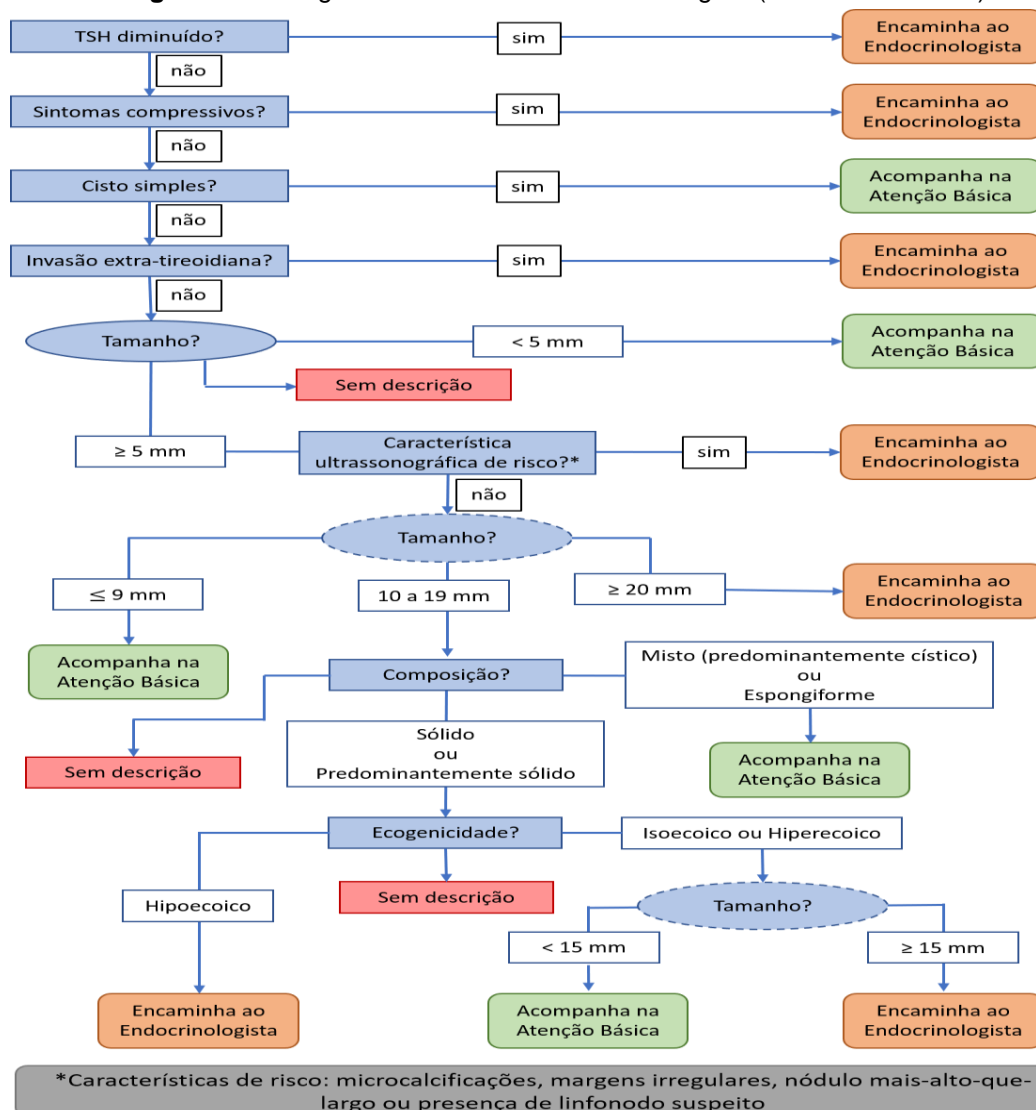 TSH diminuído?
sim
Encaminha ao
Endocrinologista
não
Sintomas compressivos?
sim
Encaminha ao
Endocrinologista
não
Cisto simples?
sim
Acompanha na
Atenção Básica
não
Invasão extra-tireoidiana?
sim
Encaminha ao
Endocrinologista
não
Tamanho?
< 5 mm
Acompanha na
Atenção Básica
Sem descrição
≥ 5 mm
Característica
ultrassonográfica de risco?*
sim
Encaminha ao
Endocrinologista
não
Tamanho?
≤ 9 mm
10 a 19 mm
≥ 20 mm
Encaminha ao
Endocrinologista
Acompanha na
Atenção Básica
Composição?
Misto (predominantemente cístico)
ou
Espongiforme
Sem descrição
Sólido
ou
Predominantemente sólido
Acompanha na
Atenção Básica
Ecogenicidade?
Isoecoico ou Hiperecoico
Hipoecoico
Sem descrição
Tamanho?
< 15 mm
≥ 15 mm
Encaminha ao
Endocrinologista
Acompanha na
Atenção Básica
Encaminha ao
Endocrinologista
*Características de risco: microcalcificações, margens irregulares, nódulo mais-alto-que-
largo ou presença de linfonodo suspeito